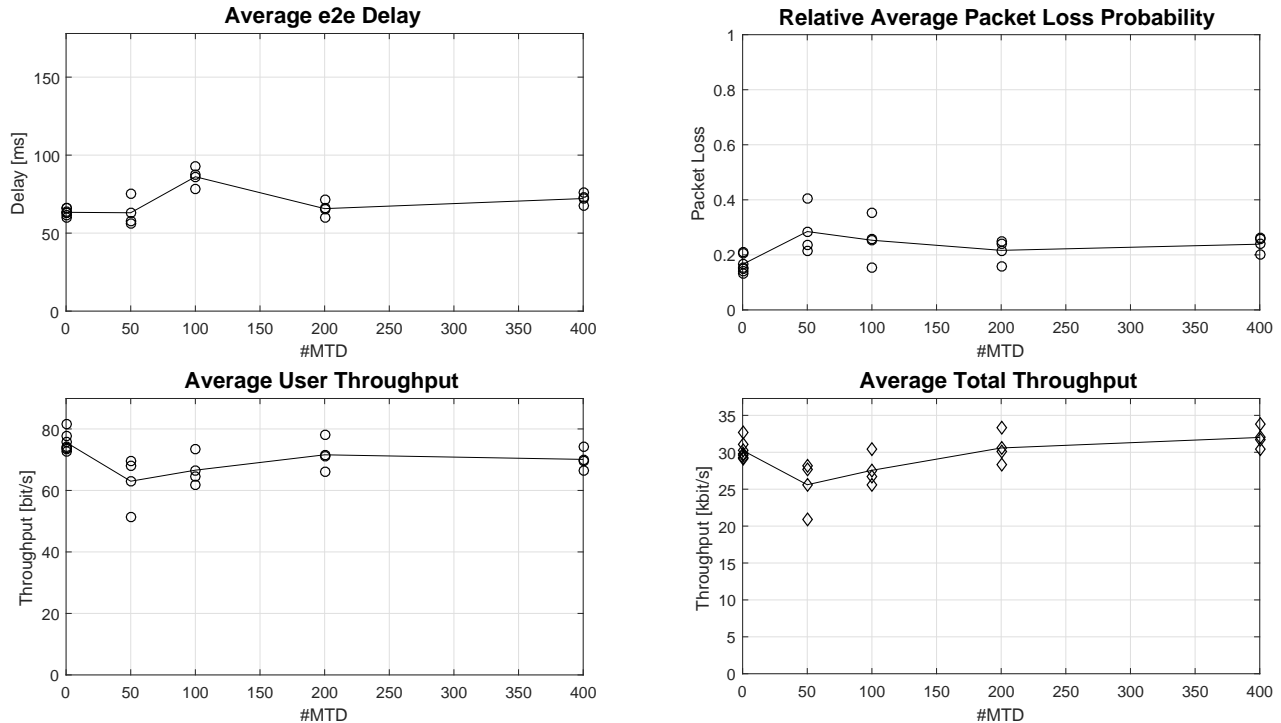 Average e2e Delay
150
100
50
0
Delay [ms]
0 50 100 150 200 250 300 350 400
#MTD
Relative Average Packet Loss Probability
1
0.8
0.6
0.4
0.2
0
Packet Loss
0 50 100 150 200 250 300 350 400
#MTD
Average User Throughput
80
60
40
20
0
Throughput [bit/s]
0 50 100 150 200 250 300 350 400
#MTD
Average Total Throughput
35
30
25
20
15
10
5
0
Throughput [kbit/s]
0 50 100 150 200 250 300 350 400
#MTD